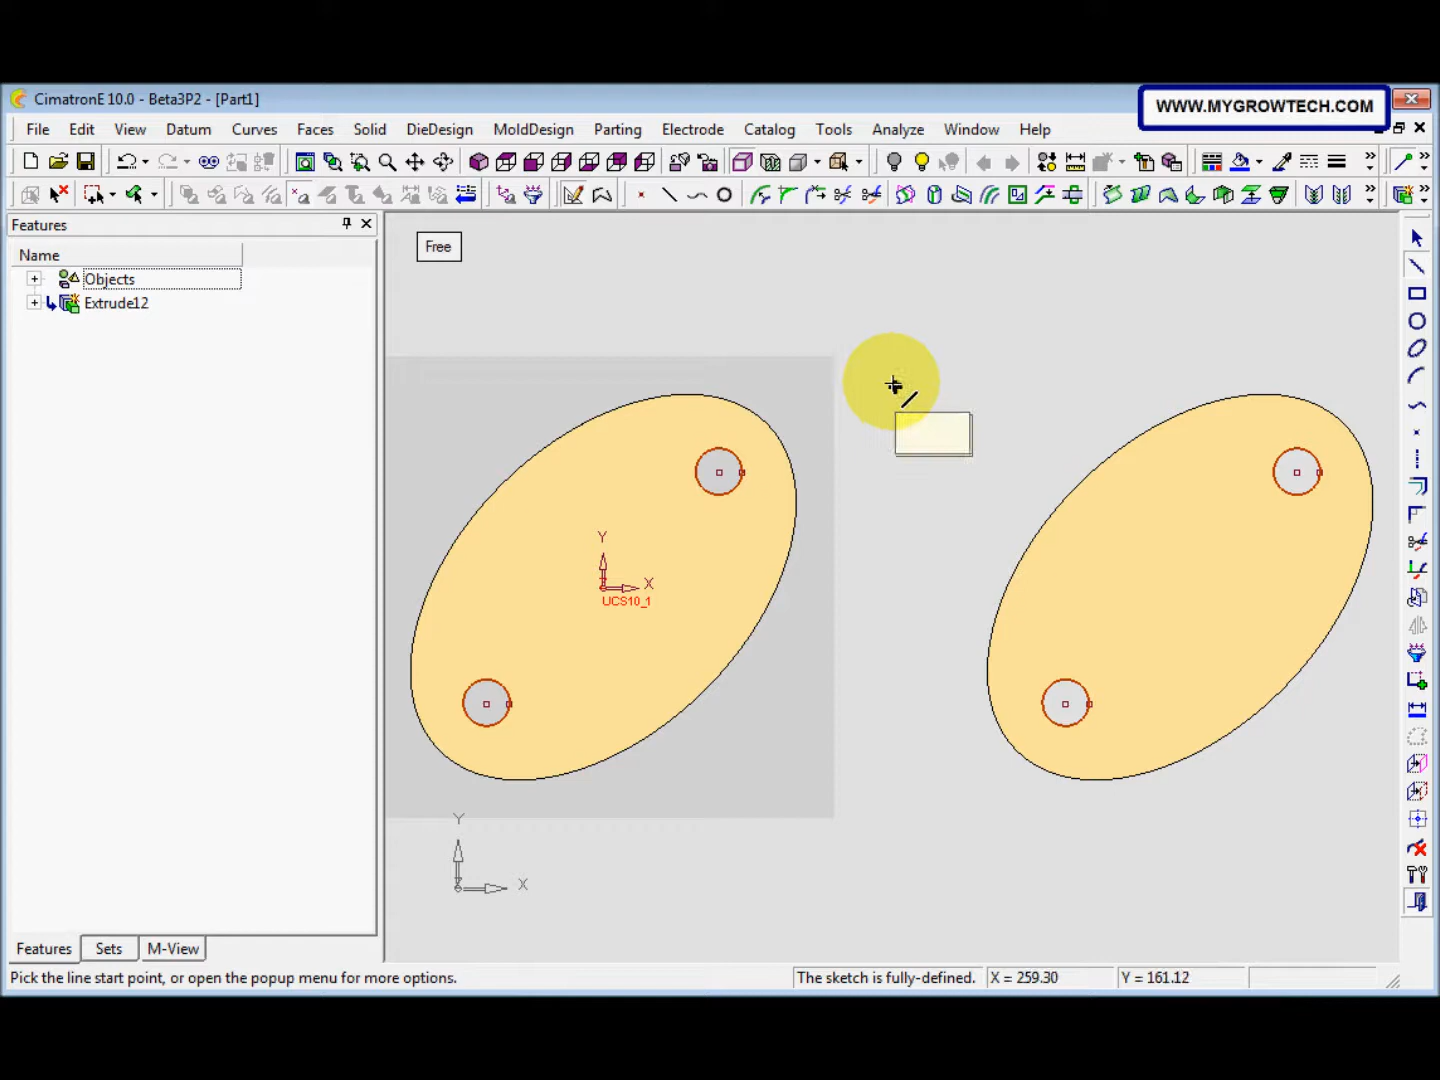 CimatronE 10.0 - Beta3P2 - [Part1]
WWW.MYGROWTECH.COM
File Edit View Datum Curves Faces Solid DieDesign MoldDesign Parting Electrode Catalog Tools Analyze Window Help
Features
Name
Free
Objects
Extrude12
Y
X
UCS10_1
Y
X
Features Sets M-View
Pick the line start point, or open the popup menu for more options. The sketch is fully-defined. X = 259.30 Y = 161.12